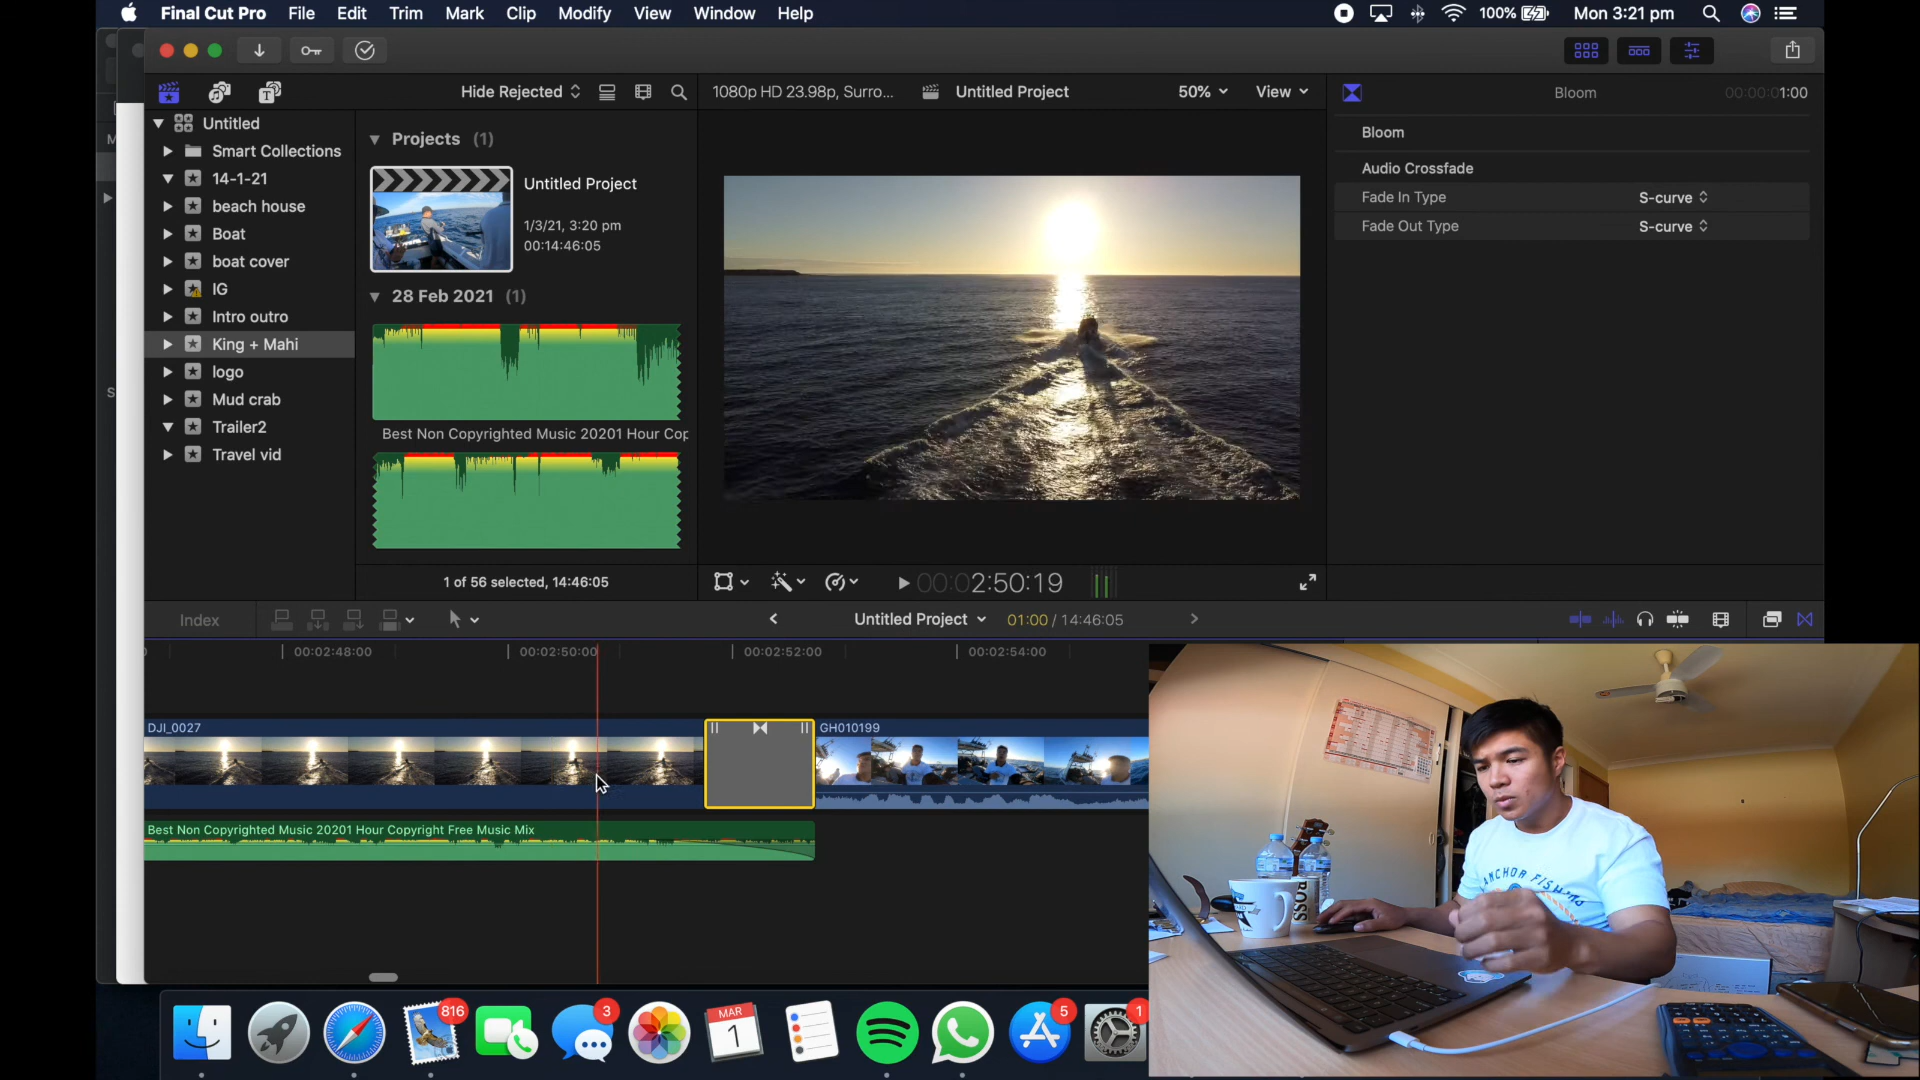 Final Cut Pro File Edit Trim Mark Clip Modify View Window Help 100% Mon 3:21 pm
Hide Rejected 1080p HD 23.98p, Surro... Untitled Project 50% View Bloom 00:00:01:00
Untitled
Smart Collections
14-1-21
beach house
Boat
boat cover
IG
Intro outro
King + Mahi
logo
Mud crab
Trailer2
Travel vid
Projects (1)
Untitled Project
1/3/21, 3:20 pm
00:14:46:05
28 Feb 2021 (1)
Best Non Copyrighted Music 20201 Hour Cop
1 of 56 selected, 14:46:05
00:02:50:19
Bloom
Audio Crossfade
Fade In Type S-curve
Fade Out Type S-curve
Index Untitled Project 01:00 / 14:46:05
00:02:48:00 00:02:50:00 00:02:52:00 00:02:54:00
DJI_0027 GH010199
Best Non Copyrighted Music 20201 Hour Copyright Free Music Mix
816 3 MAR 1 5 1
ANCHOR FISHING
BOSS